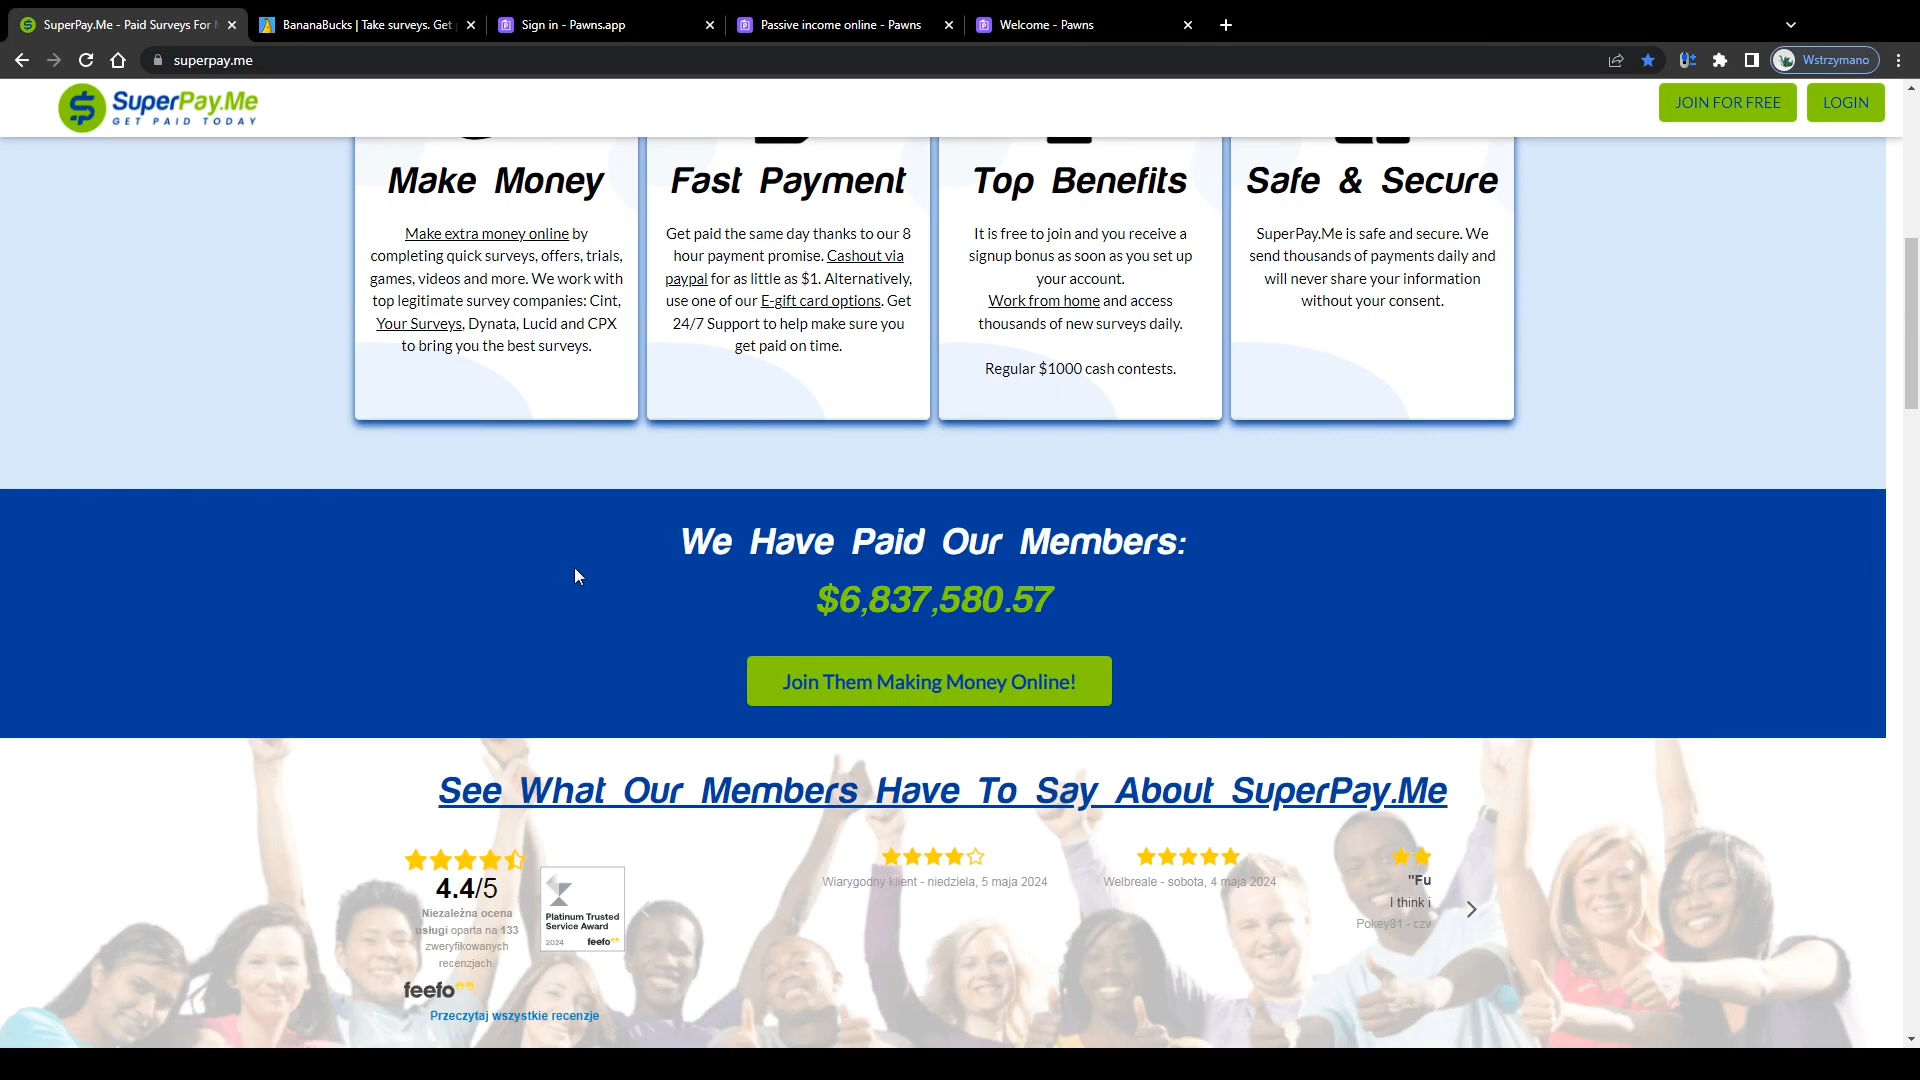 SuperPay.Me - Paid Surveys For M
BananaBucks | Take surveys. Get
Sign in - Pawns.app
Passive income online - Pawns
Welcome - Pawns
superpay.me
Wstrzymano
SuperPay.Me
GET PAID TODAY
JOIN FOR FREE
LOGIN
Make Money
Make extra money online by
completing quick surveys, offers, trials,
games, videos and more. We work with
top legitimate survey companies: Cint,
Your Surveys, Dynata, Lucid and CPX
to bring you the best surveys.
Fast Payment
Get paid the same day thanks to our 8
hour payment promise. Cashout via
paypal for as little as $1. Alternatively,
use one of our E-gift card options. Get
24/7 Support to help make sure you
get paid on time.
Top Benefits
It is free to join and you receive a
signup bonus as soon as you set up
your account.
Work from home and access
thousands of new surveys daily.
Regular $1000 cash contests.
Safe & Secure
SuperPay.Me is safe and secure. We
send thousands of payments daily and
will never share your information
without your consent.
We Have Paid Our Members:
$6,837,580.57
Join Them Making Money Online!
See What Our Members Have To Say About SuperPay.Me
4.4/5
Niezależna ocena
usługi oparta na 133
zweryfikowanych
recenzjach.
feefo
Przeczytaj wszystkie recenzje
Platinum Trusted
Service Award
2024 feefo
Wiarygodny klient - niedziela, 5 maja 2024
Welbreale - sobota, 4 maja 2024
"Fu
I think i
Pokey81 - czw